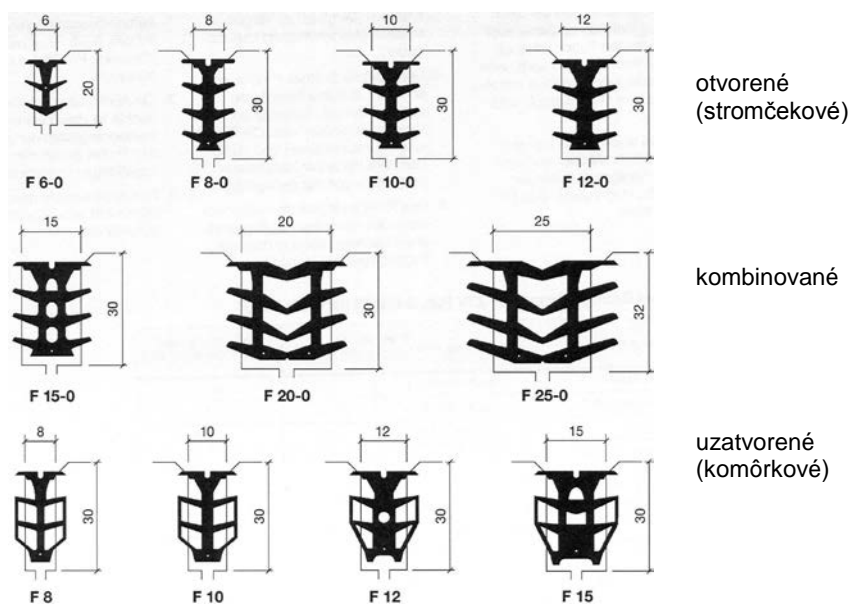 6
8
10
12
20
30
30
30
otvorené
(stromčekové)
F 6-0
F 8-0
F 10-0
F 12-0
15
20
25
30
30
32
kombinované
F 15-0
F 20-0
F 25-0
8
10
12
15
30
30
30
30
uzatvorené
(komôrkové)
F 8
F 10
F 12
F 15